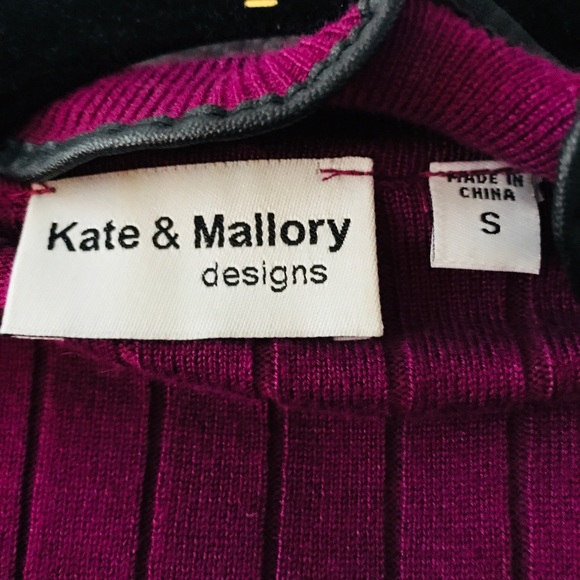 Kate & Mallory
designs
MADE IN
CHINA
S